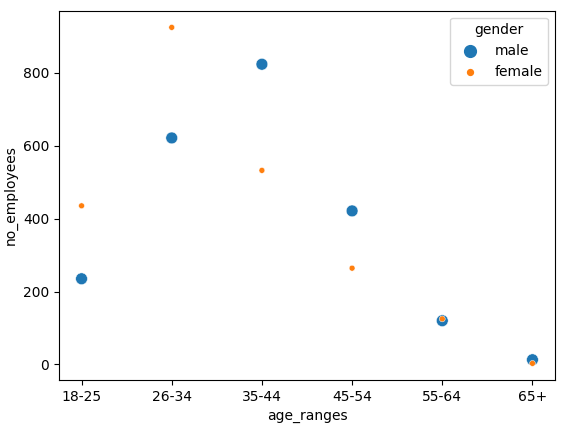 gender
male
female
no_employees
800
600
400
200
0
18-25 26-34 35-44 45-54 55-64 65+
age_ranges